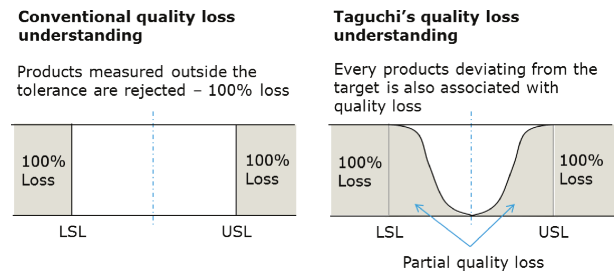 Conventional quality loss
understanding
Products measured outside the
tolerance are rejected – 100% loss
100%
Loss
100%
Loss
LSL
USL
Taguchi's quality loss
understanding
Every products deviating from the
target is also associated with
quality loss
100%
Loss
100%
Loss
LSL
USL
Partial quality loss